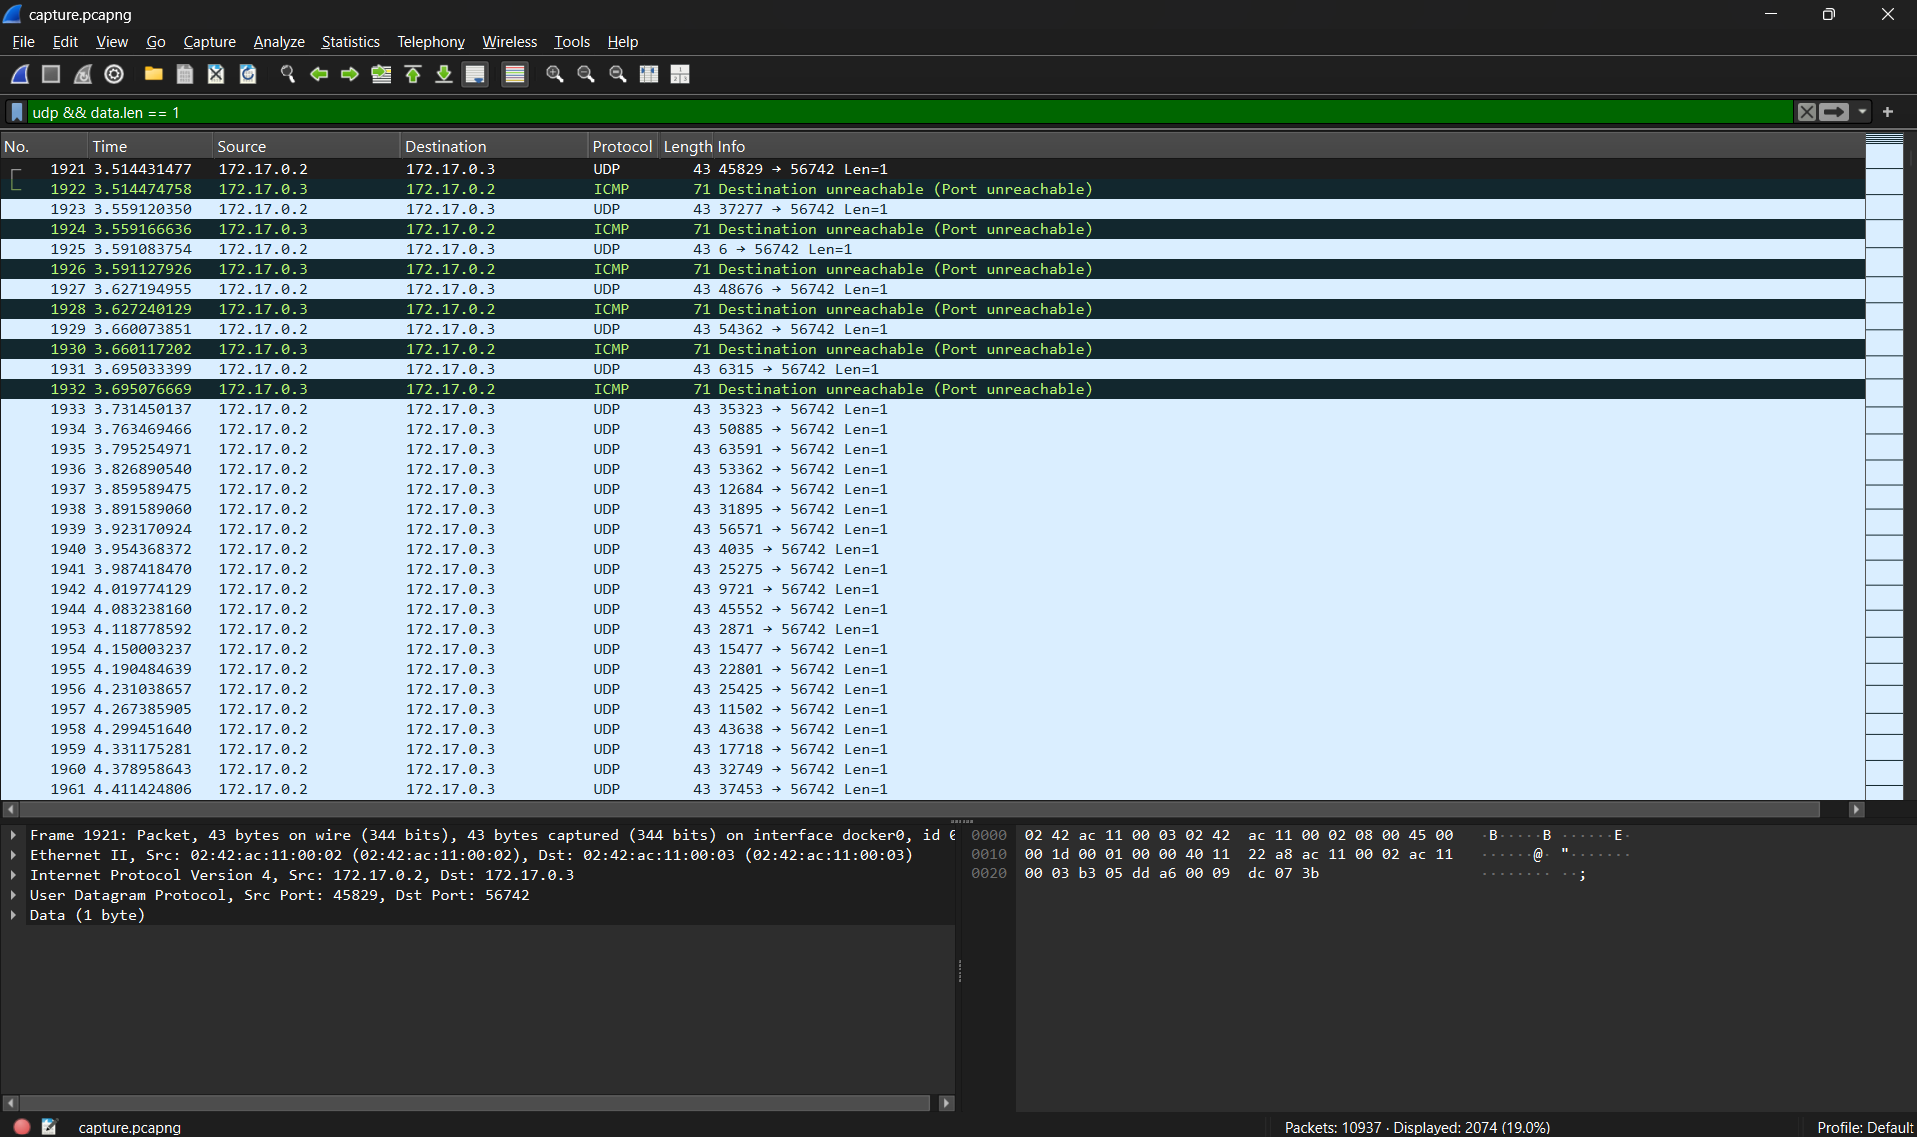 capture.pcapng
File Edit View Go Capture Analyze Statistics Telephony Wireless Tools Help
udp && data.len == 1
No. Time Source Destination Protocol Length Info
1921 3.514431477 172.17.0.2 172.17.0.3 UDP 43 45829 → 56742 Len=1
1922 3.514474758 172.17.0.3 172.17.0.2 ICMP 71 Destination unreachable (Port unreachable)
1923 3.559120350 172.17.0.2 172.17.0.3 UDP 43 37277 → 56742 Len=1
1924 3.559166636 172.17.0.3 172.17.0.2 ICMP 71 Destination unreachable (Port unreachable)
1925 3.591083754 172.17.0.2 172.17.0.3 UDP 43 6 → 56742 Len=1
1926 3.591127926 172.17.0.3 172.17.0.2 ICMP 71 Destination unreachable (Port unreachable)
1927 3.627194955 172.17.0.2 172.17.0.3 UDP 43 48676 → 56742 Len=1
1928 3.627240129 172.17.0.3 172.17.0.2 ICMP 71 Destination unreachable (Port unreachable)
1929 3.660073851 172.17.0.2 172.17.0.3 UDP 43 54362 → 56742 Len=1
1930 3.660117202 172.17.0.3 172.17.0.2 ICMP 71 Destination unreachable (Port unreachable)
1931 3.695033399 172.17.0.2 172.17.0.3 UDP 43 6315 → 56742 Len=1
1932 3.695076669 172.17.0.3 172.17.0.2 ICMP 71 Destination unreachable (Port unreachable)
1933 3.731450137 172.17.0.2 172.17.0.3 UDP 43 35323 → 56742 Len=1
1934 3.763469466 172.17.0.2 172.17.0.3 UDP 43 50885 → 56742 Len=1
1935 3.795254971 172.17.0.2 172.17.0.3 UDP 43 63591 → 56742 Len=1
1936 3.826890540 172.17.0.2 172.17.0.3 UDP 43 53362 → 56742 Len=1
1937 3.859589475 172.17.0.2 172.17.0.3 UDP 43 12684 → 56742 Len=1
1938 3.891589060 172.17.0.2 172.17.0.3 UDP 43 31895 → 56742 Len=1
1939 3.923170924 172.17.0.2 172.17.0.3 UDP 43 56571 → 56742 Len=1
1940 3.954368372 172.17.0.2 172.17.0.3 UDP 43 4035 → 56742 Len=1
1941 3.987418470 172.17.0.2 172.17.0.3 UDP 43 25275 → 56742 Len=1
1942 4.019774129 172.17.0.2 172.17.0.3 UDP 43 9721 → 56742 Len=1
1944 4.083238160 172.17.0.2 172.17.0.3 UDP 43 45552 → 56742 Len=1
1953 4.118778592 172.17.0.2 172.17.0.3 UDP 43 2871 → 56742 Len=1
1954 4.150003237 172.17.0.2 172.17.0.3 UDP 43 15477 → 56742 Len=1
1955 4.190484639 172.17.0.2 172.17.0.3 UDP 43 22801 → 56742 Len=1
1956 4.231038657 172.17.0.2 172.17.0.3 UDP 43 25425 → 56742 Len=1
1957 4.267385905 172.17.0.2 172.17.0.3 UDP 43 11502 → 56742 Len=1
1958 4.299451640 172.17.0.2 172.17.0.3 UDP 43 43638 → 56742 Len=1
1959 4.331175281 172.17.0.2 172.17.0.3 UDP 43 17718 → 56742 Len=1
1960 4.378958643 172.17.0.2 172.17.0.3 UDP 43 32749 → 56742 Len=1
1961 4.411424806 172.17.0.2 172.17.0.3 UDP 43 37453 → 56742 Len=1
Frame 1921: Packet, 43 bytes on wire (344 bits), 43 bytes captured (344 bits) on interface docker0, id
Ethernet II, Src: 02:42:ac:11:00:02 (02:42:ac:11:00:02), Dst: 02:42:ac:11:00:03 (02:42:ac:11:00:03)
Internet Protocol Version 4, Src: 172.17.0.2, Dst: 172.17.0.3
User Datagram Protocol, Src Port: 45829, Dst Port: 56742
Data (1 byte)
0000 02 42 ac 11 00 03 02 42 ac 11 00 02 08 00 45 00 ·B·····B ······E·
0010 00 1d 00 01 00 00 40 11 22 a8 ac 11 00 02 ac 11 ······@· "·······
0020 00 03 b3 05 dd a6 00 09 dc 07 3b ········ ··;
capture.pcapng
Packets: 10937 · Displayed: 2074 (19.0%)
Profile: Default